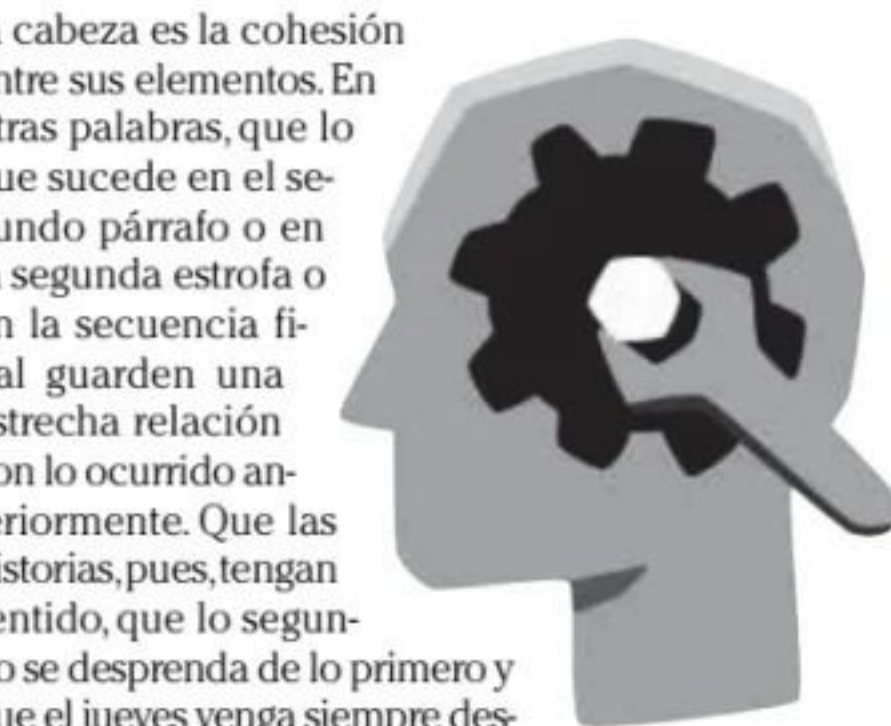 cabeza es la cohesión
ntre sus elementos. En
tras palabras, que lo
ue sucede en el se-
undo párrafo o en
segunda estrofa o
n la secuencia fi-
al guarden una
strecha relación
on lo ocurrido an-
eriormente. Que las
istorias, pues, tengan
entido, que lo segun-
o se desprenda de lo primero y
ue el jueves venga siempre des-